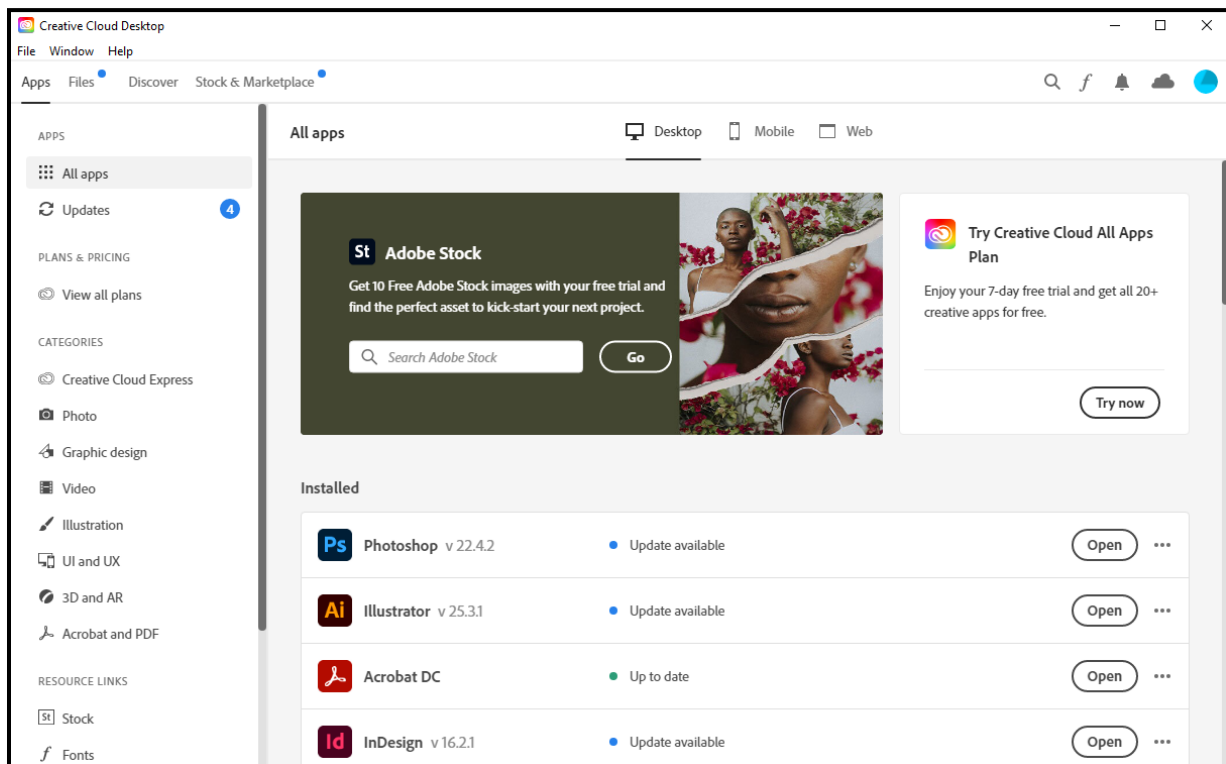 Creative Cloud Desktop
File Window Help
Apps Files Discover Stock & Marketplace
APPS
All apps
Updates 4
PLANS & PRICING
View all plans
CATEGORIES
Creative Cloud Express
Photo
Graphic design
Video
Illustration
UI and UX
3D and AR
Acrobat and PDF
RESOURCE LINKS
St Stock
f Fonts
All apps Desktop Mobile Web
St Adobe Stock
Get 10 Free Adobe Stock images with your free trial and
find the perfect asset to kick-start your next project.
Search Adobe Stock Go
Try Creative Cloud All Apps
Plan
Enjoy your 7-day free trial and get all 20+
creative apps for free.
Try now
Installed
Ps Photoshop v 22.4.2 Update available Open
Ai Illustrator v 25.3.1 Update available Open
Acrobat DC Up to date Open
Id InDesign v 16.2.1 Update available Open